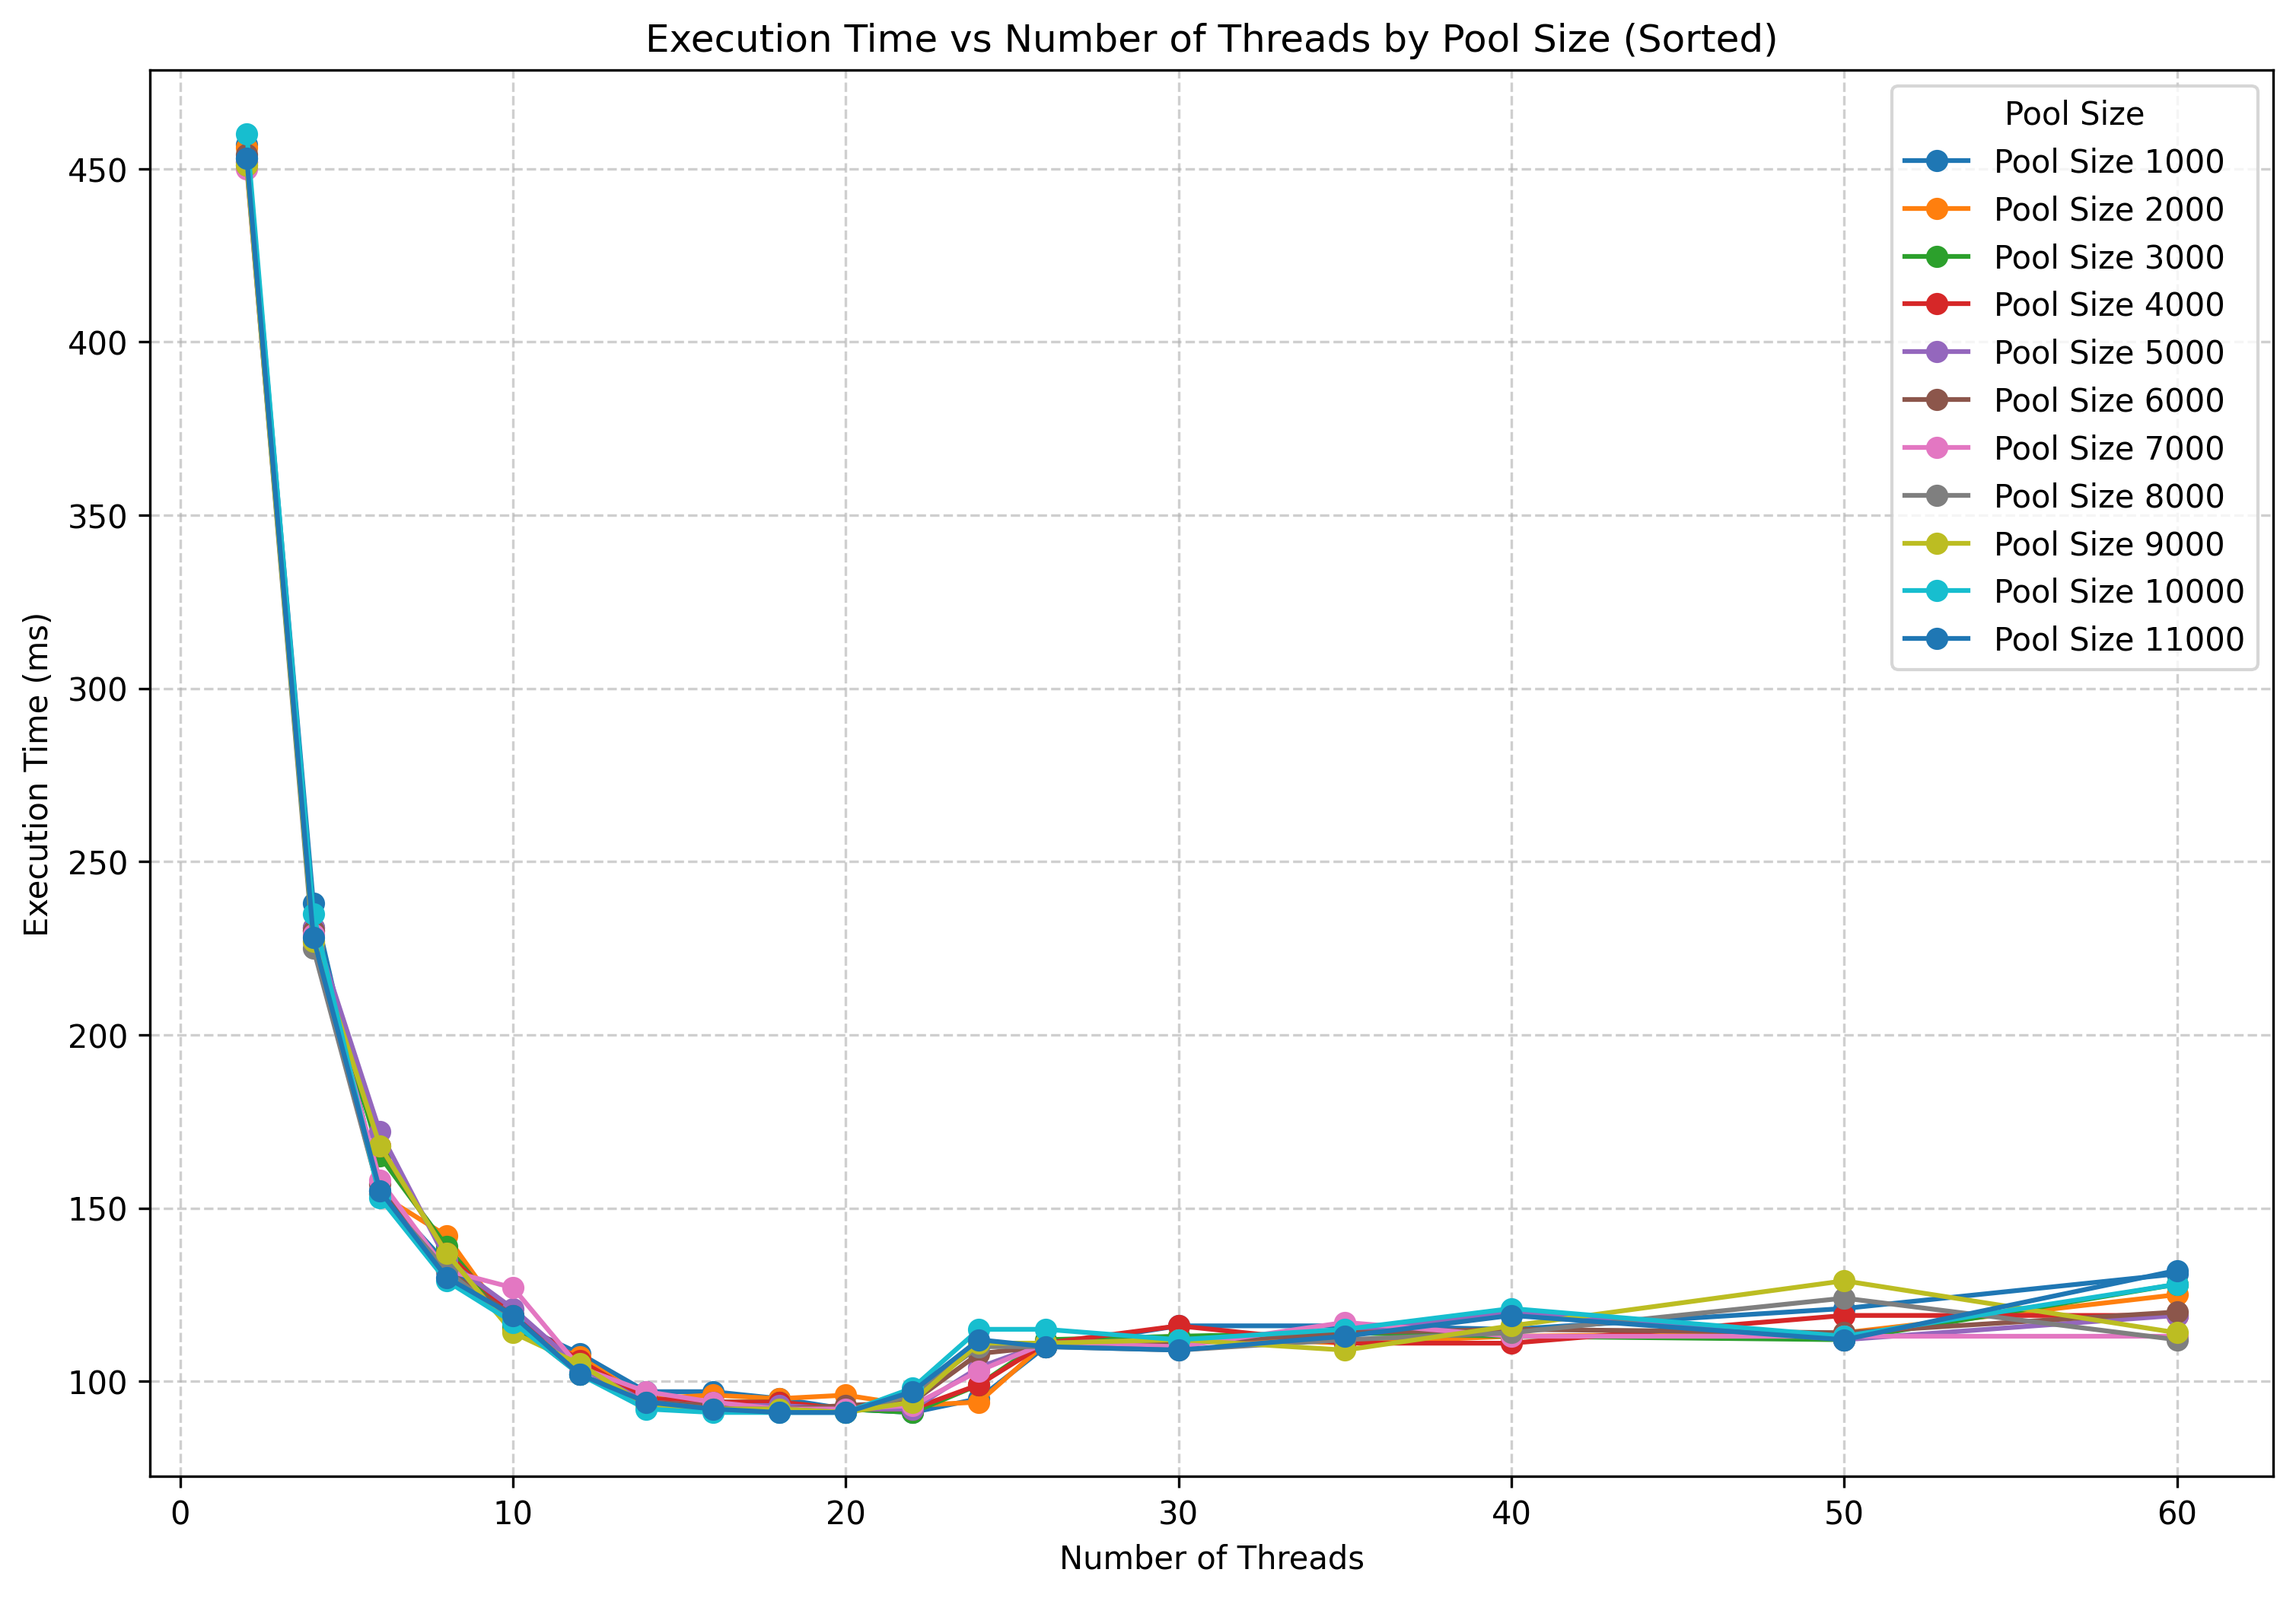 Execution Time vs Number of Threads by Pool Size (Sorted)
Pool Size
Pool Size 1000
Pool Size 2000
Pool Size 3000
Pool Size 4000
Pool Size 5000
Pool Size 6000
Pool Size 7000
Pool Size 8000
Pool Size 9000
Pool Size 10000
Pool Size 11000
Execution Time (ms)
450
400
350
300
250
200
150
100
0 10 20 30 40 50 60
Number of Threads